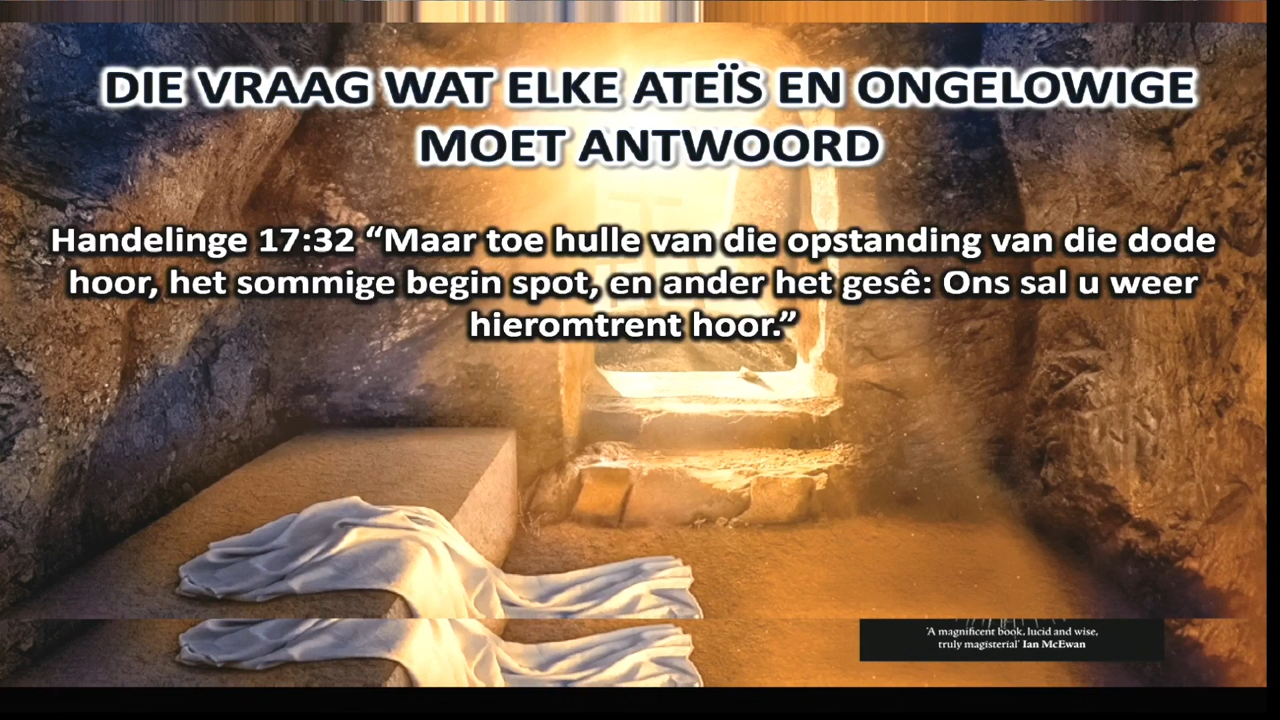 DIE VRAAG WAT ELKE ATEÏS EN ONGELOWIGE
MOET ANTWOORD
Handelinge 17:32 “Maar toe hulle van die opstanding van die dode
hoor, het sommige begin spot, en ander het gesê: Ons sal u weer
hieromtrent hoor.”
'A magnificent book, lucid and wise,
truly magisterial' Ian McEwan